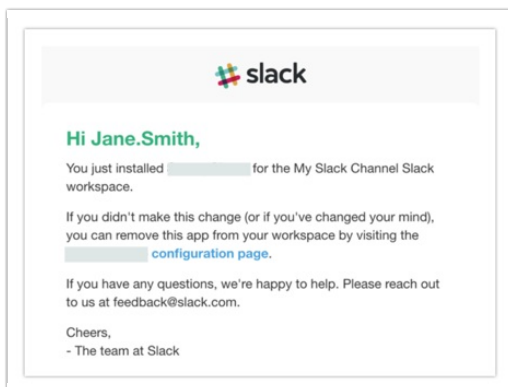 slack
Hi Jane.Smith,
You just installed for the My Slack Channel Slack
workspace.
If you didn't make this change (or if you've changed your mind),
you can remove this app from your workspace by visiting the
configuration page.
If you have any questions, we're happy to help. Please reach out
to us at feedback@slack.com.
Cheers,
- The team at Slack